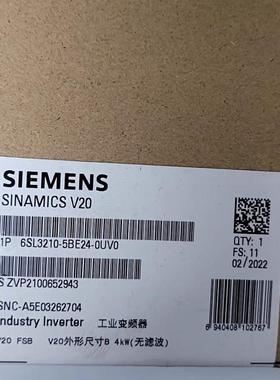 SIEMENS
SINAMICS V20
1P 6SL3210-5BE24-0UV0
QTY: 1
FS: 11
02/2022
S ZVP2100652943
SNC-A5E03262704
Industry Inverter 工业变频器
V20 FSB V20外形尺寸B 4kW(无滤波)
6 940408 102767